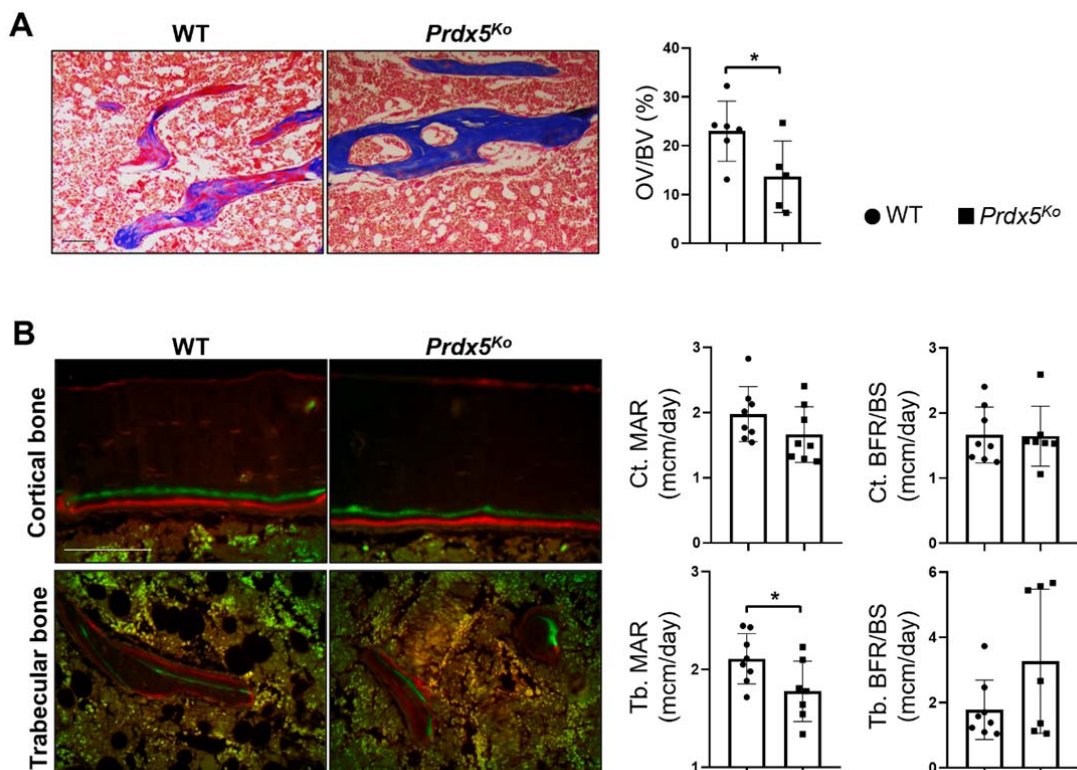 A
WT
Prdx5Ko
OV/BV (%)
40
30
20
10
0
*
WT
Prdx5Ko
B
WT
Prdx5Ko
Cortical bone
Trabecular bone
Ct. MAR
(mcm/day)
3
2
1
0
Ct. BFR/BS
(mcm/day)
3
2
1
0
Tb. MAR
(mcm/day)
3
2
1
*
Tb. BFR/BS
(mcm/day)
6
4
2
0